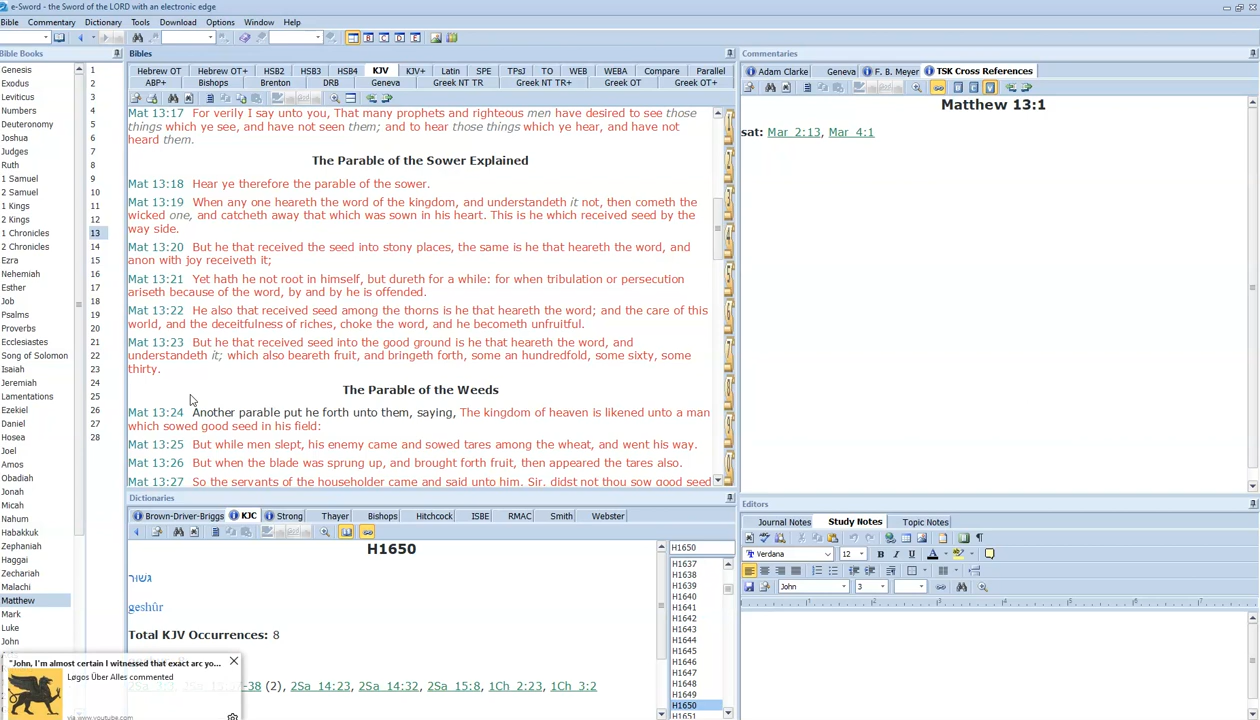 e-Sword - the Sword of the LORD with an electronic edge
Bible Commentary Dictionary Tools Download Options Window Help
Bible Books
Genesis
Exodus
Leviticus
Numbers
Deuteronomy
Joshua
Judges
Ruth
1 Samuel
2 Samuel
1 Kings
2 Kings
1 Chronicles
2 Chronicles
Ezra
Nehemiah
Esther
Job
Psalms
Proverbs
Ecclesiastes
Song of Solomon
Isaiah
Jeremiah
Lamentations
Ezekiel
Daniel
Hosea
Joel
Amos
Obadiah
Jonah
Micah
Nahum
Habakkuk
Zephaniah
Haggai
Zechariah
Malachi
Matthew
Mark
Luke
John
1
2
3
4
5
6
7
8
9
10
11
12
13
14
15
16
17
18
19
20
21
22
23
24
25
26
27
28
Bibles
Hebrew OT Hebrew OT+ HSB2 HSB3 HSB4 KJV KJV+ Latin SPE TPsJ TO WEB WEBA Compare Parallel
ABP+ Bishops Brenton DRB Geneva Greek NT TR Greek NT TR+ Greek OT Greek OT+
Mat 13:17 For verily I say unto you, That many prophets and righteous men have desired to see those
things which ye see, and have not seen them; and to hear those things which ye hear, and have not
heard them.
The Parable of the Sower Explained
Mat 13:18 Hear ye therefore the parable of the sower.
Mat 13:19 When any one heareth the word of the kingdom, and understandeth it not, then cometh the
wicked one, and catcheth away that which was sown in his heart. This is he which received seed by the
way side.
Mat 13:20 But he that received the seed into stony places, the same is he that heareth the word, and
anon with joy receiveth it;
Mat 13:21 Yet hath he not root in himself, but dureth for a while: for when tribulation or persecution
ariseth because of the word, by and by he is offended.
Mat 13:22 He also that received seed among the thorns is he that heareth the word; and the care of this
world, and the deceitfulness of riches, choke the word, and he becometh unfruitful.
Mat 13:23 But he that received seed into the good ground is he that heareth the word, and
understandeth it; which also beareth fruit, and bringeth forth, some an hundredfold, some sixty, some
thirty.
The Parable of the Weeds
Mat 13:24 Another parable put he forth unto them, saying, The kingdom of heaven is likened unto a man
which sowed good seed in his field:
Mat 13:25 But while men slept, his enemy came and sowed tares among the wheat, and went his way.
Mat 13:26 But when the blade was sprung up, and brought forth fruit, then appeared the tares also.
Mat 13:27 So the servants of the householder came and said unto him, Sir, didst not thou sow good seed
Commentaries
Adam Clarke Geneva F. B. Meyer TSK Cross References
Matthew 13:1
sat: Mar_2:13, Mar_4:1
Dictionaries
Brown-Driver-Briggs KJC Strong Thayer Bishops Hitchcock ISBE RMAC Smith Webster
H1650
גשׁוּר
geshûr
Total KJV Occurrences: 8
(2), 2Sa_14:23, 2Sa_14:32, 2Sa_15:8, 1Ch_2:23, 1Ch_3:2
H1650
H1637
H1638
H1639
H1640
H1641
H1642
H1643
H1644
H1645
H1646
H1647
H1648
H1649
H1650
H1651
Editors
Journal Notes Study Notes Topic Notes
Verdana 12 B I U A
John 3
1 2 3 4 5 6 7
"John, I'm almost certain I witnessed that exact arc yo...
Løgos Über Alles commented
via www.youtube.com